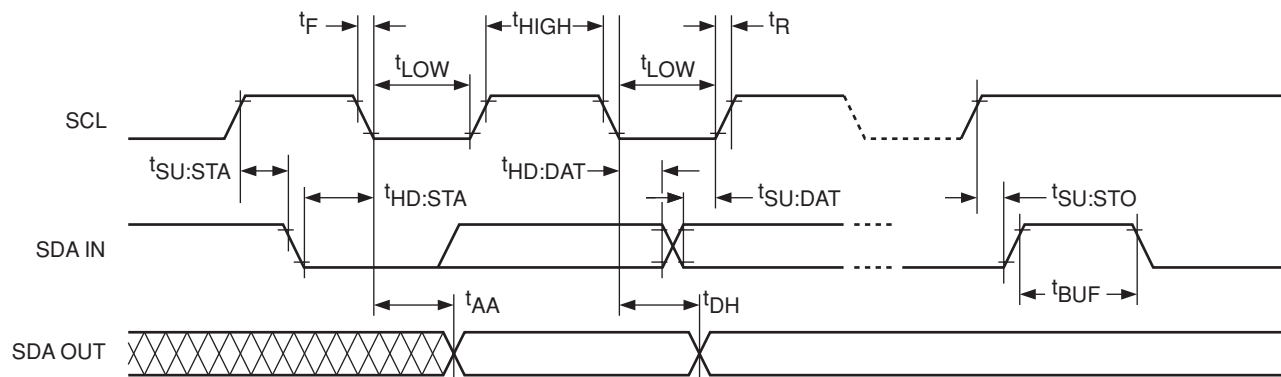 tF tHIGH tR
tLOW tLOW
SCL
tSU:STA tHD:DAT
tHD:STA tSU:DAT tSU:STO
SDA IN
tBUF
tAA tDH
SDA OUT